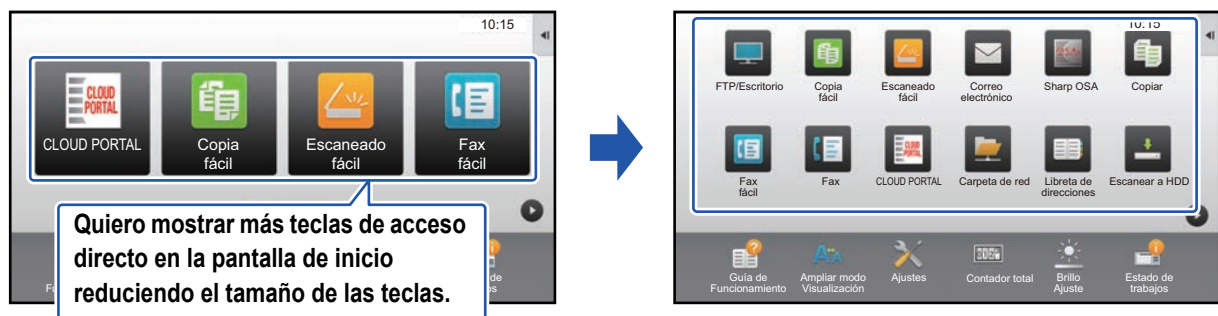 10:15
CLOUD
PORTAL
CLOUD PORTAL
Copia
fácil
Escaneado
fácil
Fax
fácil
Quiero mostrar más teclas de acceso
directo en la pantalla de inicio
reduciendo el tamaño de las teclas.
10:15
FTP/Escritorio
Copia
fácil
Escaneado
fácil
Correo
electrónico
Sharp OSA
Copiar
Fax
fácil
Fax
CLOUD PORTAL
Carpeta de red
Libreta de
direcciones
Escanear a HDD
Guía de
Funcionamiento
Ampliar modo
Visualización
Ajustes
Contador total
Brillo
Ajuste
Estado de
trabajos